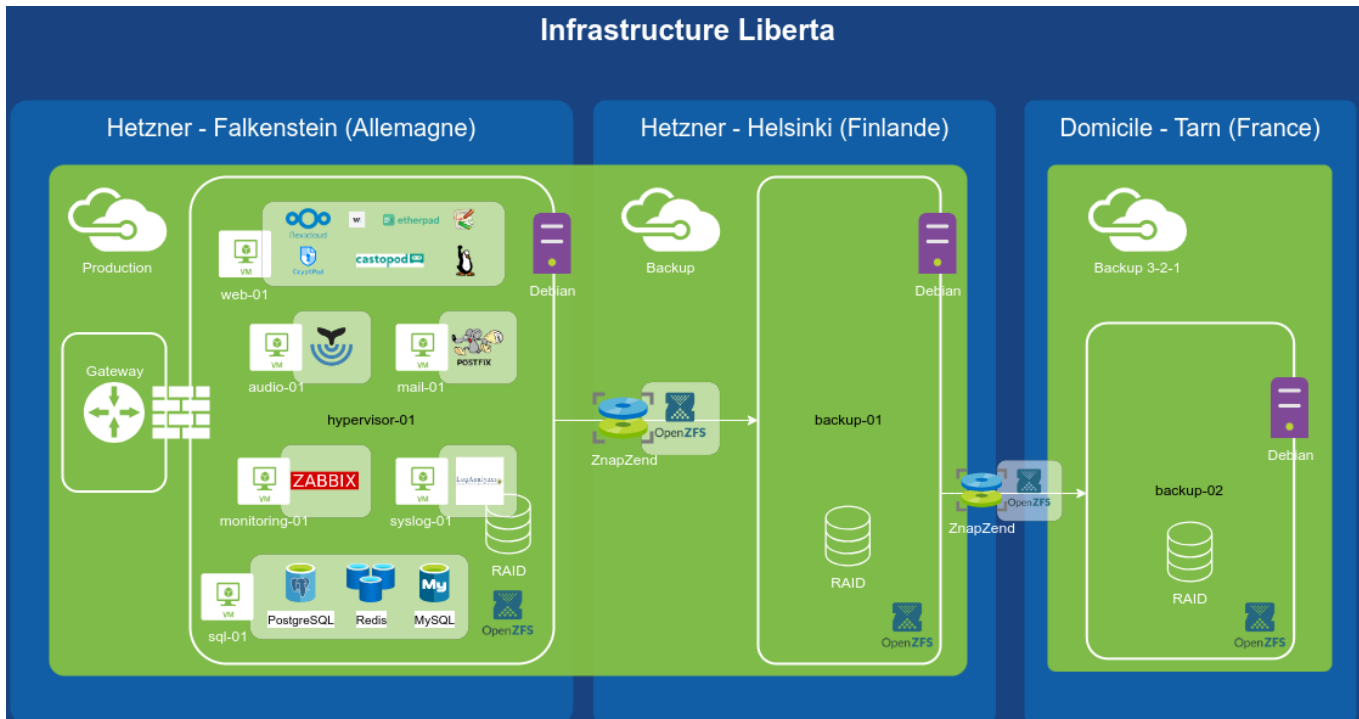 Infrastructure Liberta
Hetzner - Falkenstein (Allemagne)
Hetzner - Helsinki (Finlande)
Domicile - Tarn (France)
Production
Nextcloud
w
etherpad
CryptPad
castopod
VM
web-01
Debian
Backup
Debian
Backup 3-2-1
Gateway
VM
audio-01
VM
POSTFIX
mail-01
hypervisor-01
ZnapZend
OpenZFS
backup-01
Debian
VM
ZABBIX
monitoring-01
VM
LogAnalyzer
syslog-01
RAID
OpenZFS
ZnapZend
OpenZFS
backup-02
RAID
OpenZFS
RAID
OpenZFS
VM
sql-01
PostgreSQL
Redis
My
MySQL